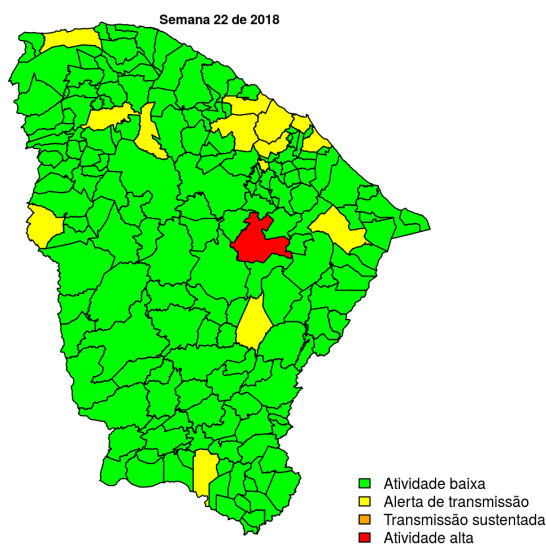 Semana 22 de 2018
Atividade baixa
Alerta de transmissão
Transmissão sustentada
Atividade alta